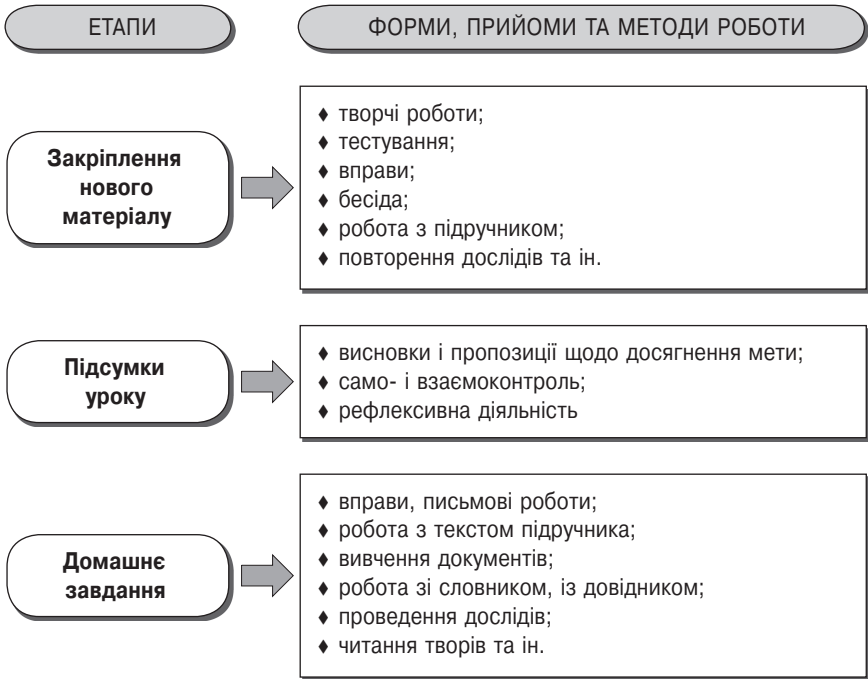 ЕТАПИ
ФОРМИ, ПРИЙОМИ ТА МЕТОДИ РОБОТИ
Закріплення
нового
матеріалу
♦ творчі роботи;
♦ тестування;
♦ вправи;
♦ бесіда;
♦ робота з підручником;
♦ повторення дослідів та ін.
Підсумки
уроку
♦ висновки і пропозиції щодо досягнення мети;
♦ само- і взаємоконтроль;
♦ рефлексивна діяльність
Домашнє
завдання
♦ вправи, письмові роботи;
♦ робота з текстом підручника;
♦ вивчення документів;
♦ робота зі словником, із довідником;
♦ проведення дослідів;
♦ читання творів та ін.